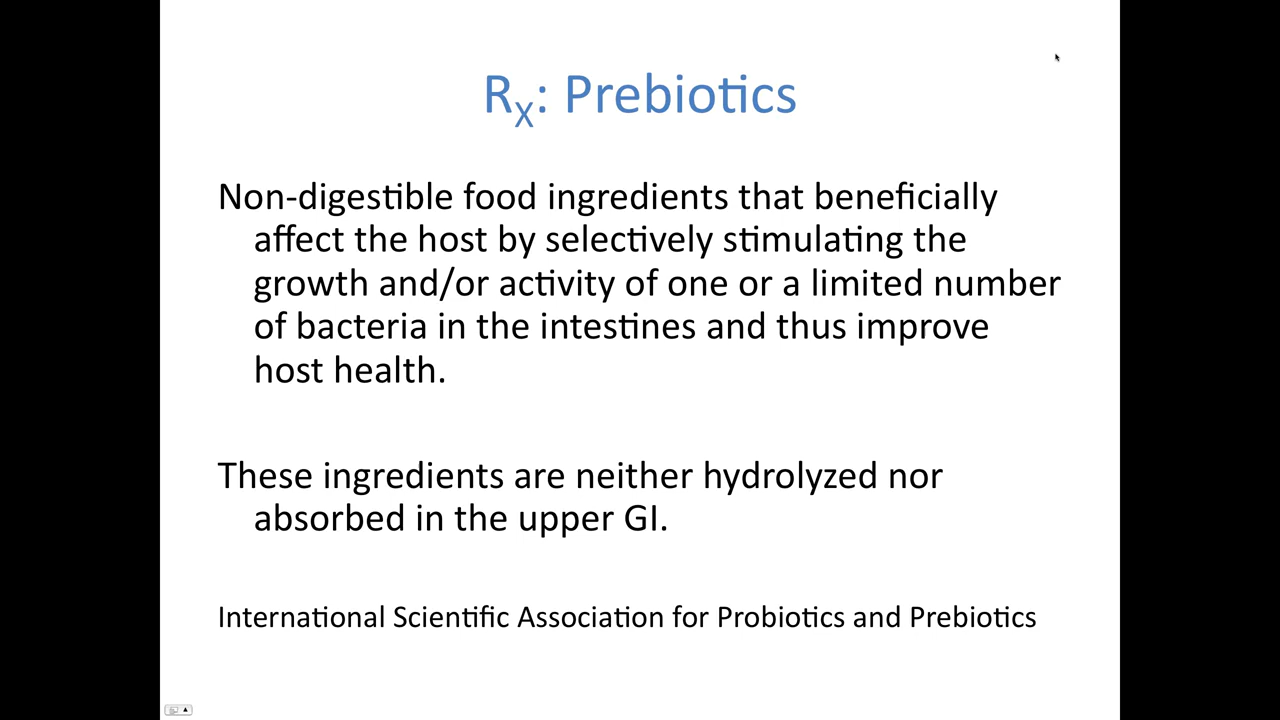 Rx: Prebiotics
Non-digestible food ingredients that beneficially
affect the host by selectively stimulating the
growth and/or activity of one or a limited number
of bacteria in the intestines and thus improve
host health.
These ingredients are neither hydrolyzed nor
absorbed in the upper GI.
International Scientific Association for Probiotics and Prebiotics